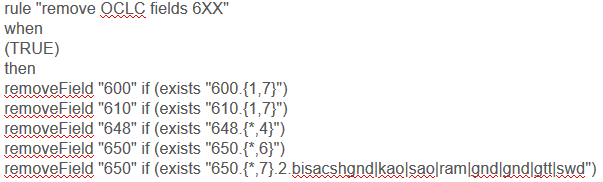 rule "remove OCLC fields 6XX"
when
(TRUE)
then
removeField "600" if (exists "600.{1,7}")
removeField "610" if (exists "610.{1,7}")
removeField "648" if (exists "648.{*,4}")
removeField "650" if (exists "650.{*,6}")
removeField "650" if (exists "650.{*,7}.2.bisacshgnd|kao|sao|ram|gnd|gnd|gtt|swd")